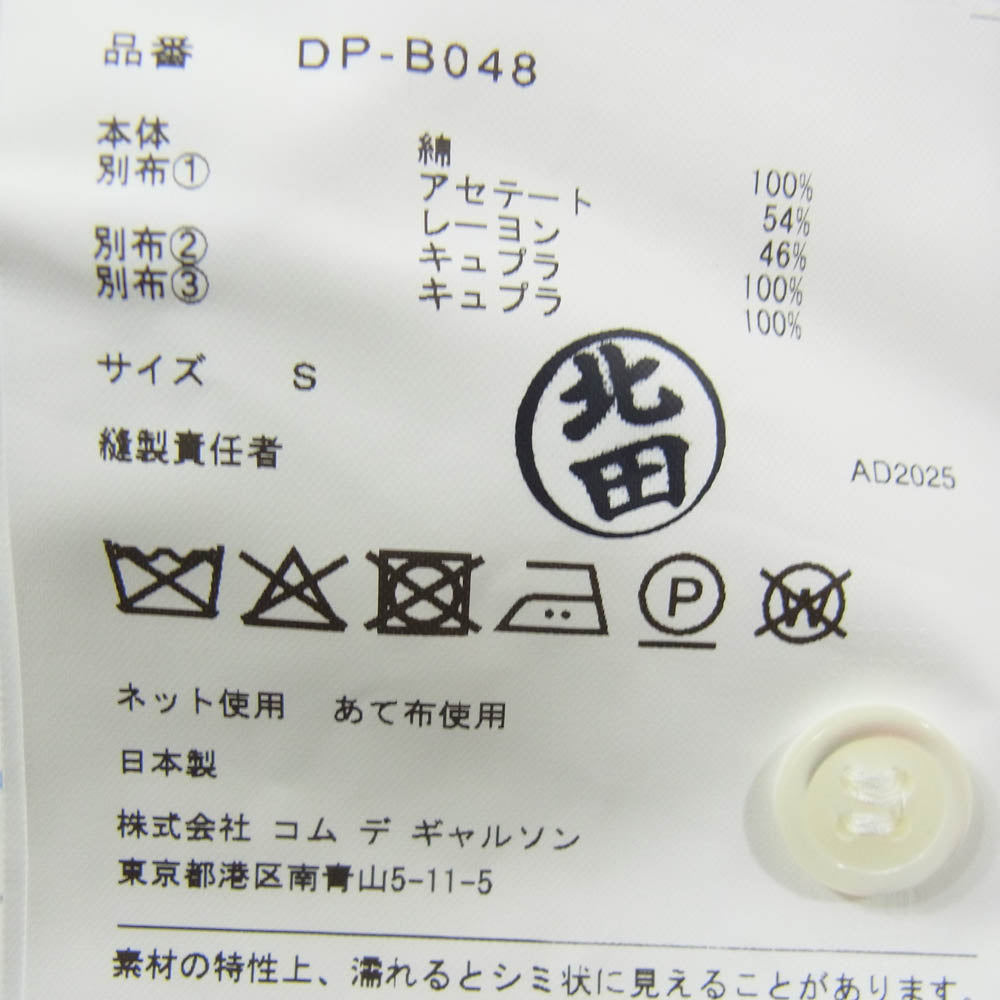 品番 DP-B048
本体 綿 100%
別布① アセテート 54%
レーヨン 46%
別布② キュプラ 100%
別布③ キュプラ 100%
サイズ S
縫製責任者 北田
AD2025
P W
ネット使用 あて布使用
日本製
株式会社 コム デ ギャルソン
東京都港区南青山5-11-5
素材の特性上、濡れるとシミ状に見えることがあります。